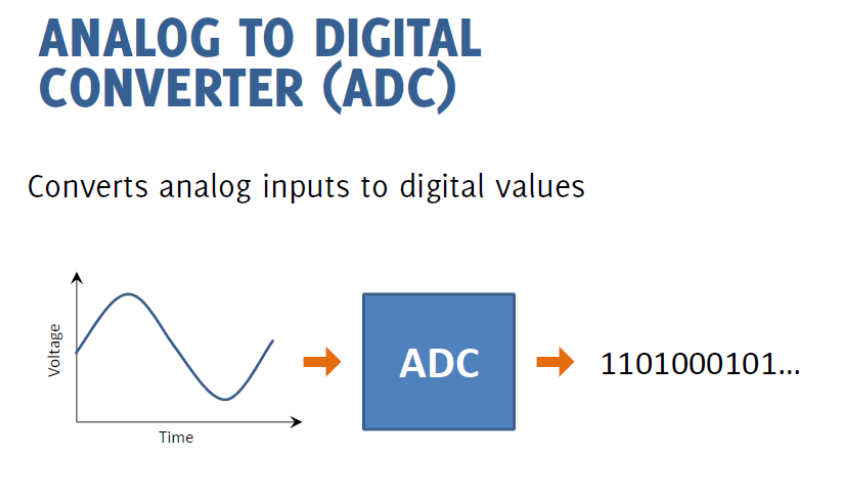 ANALOG TO DIGITAL
CONVERTER (ADC)
Converts analog inputs to digital values
Voltage
Time
ADC
1101000101...